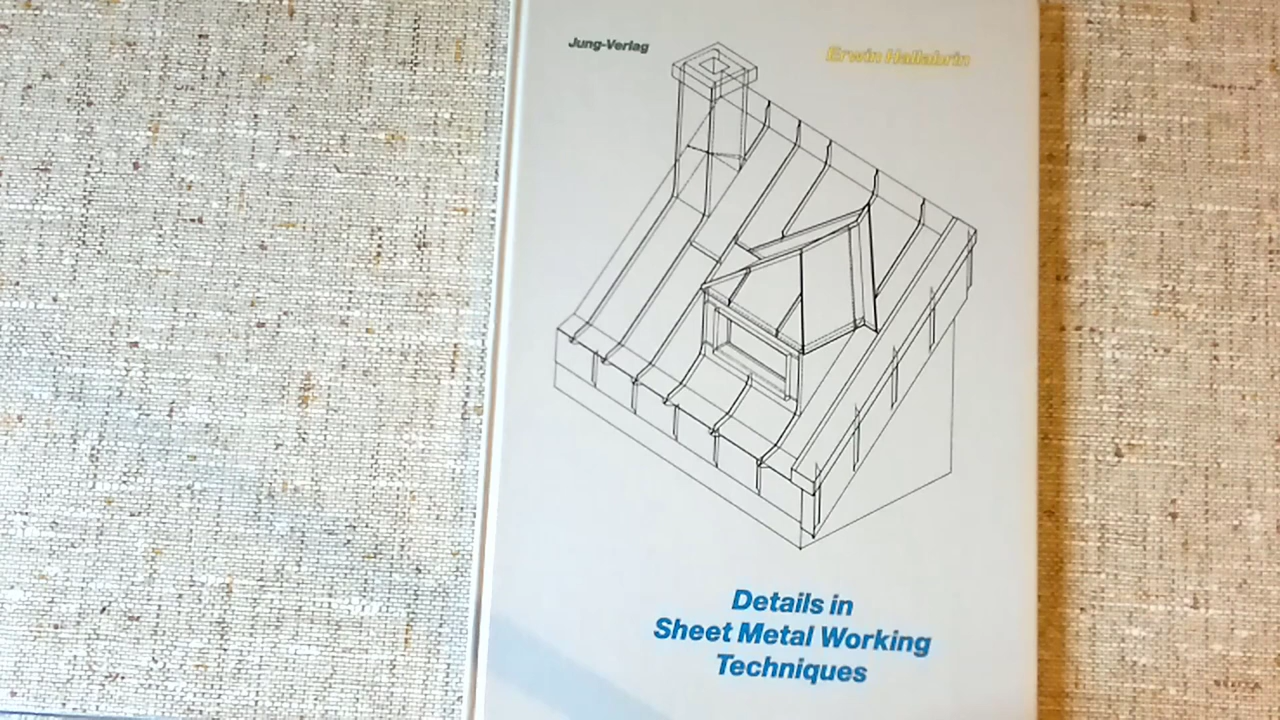 Jung-Verlag
Erwin Hallabrin
Details in
Sheet Metal Working
Techniques